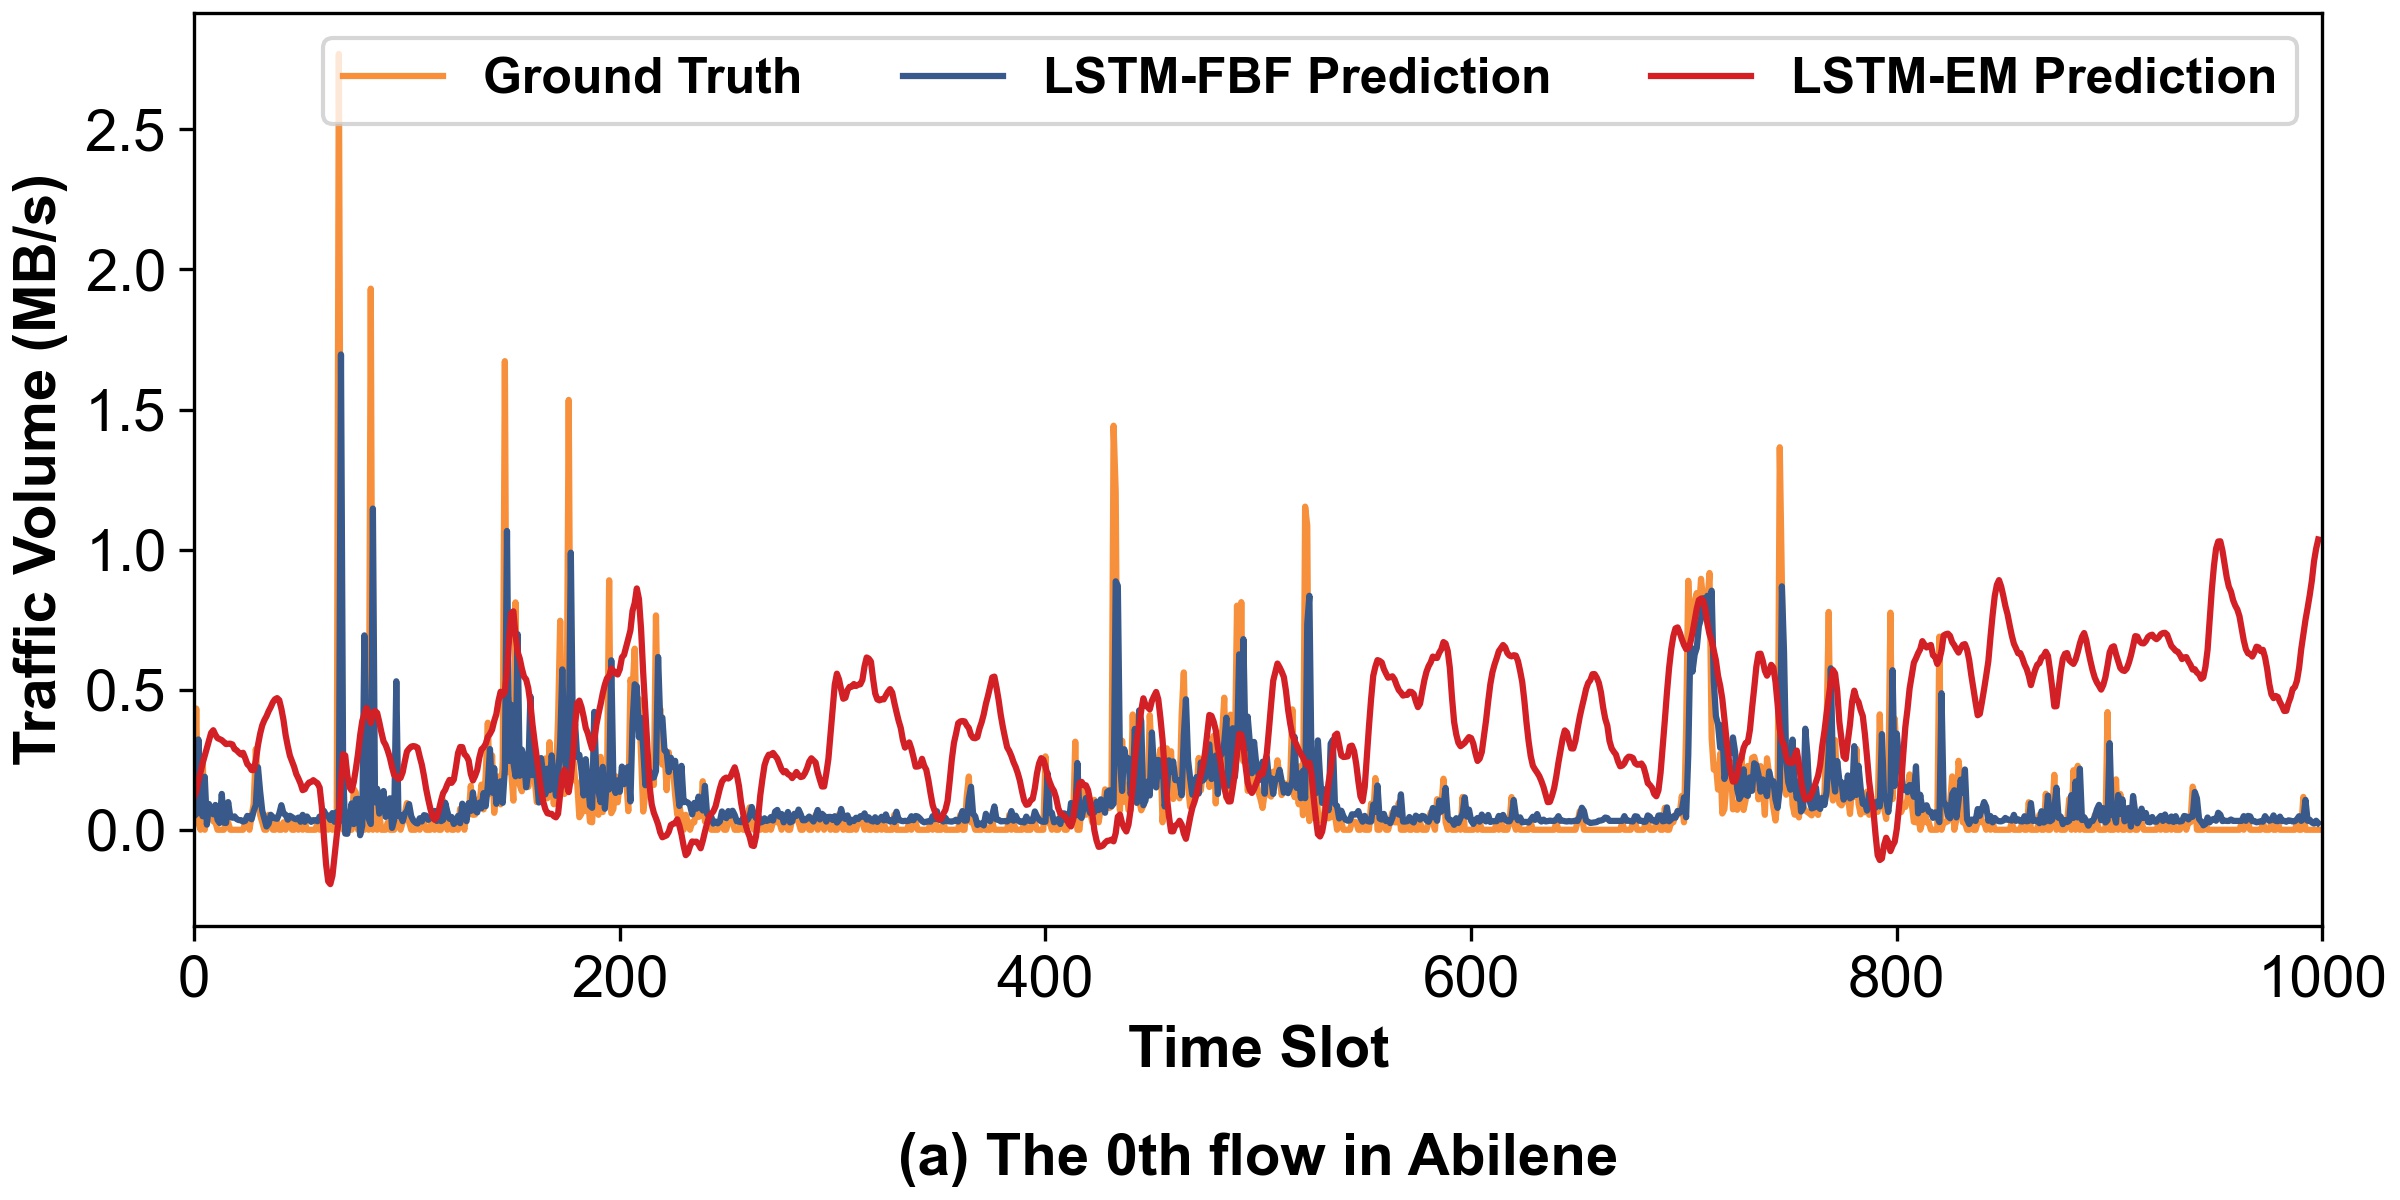 Ground Truth
LSTM-FBF Prediction
LSTM-EM Prediction
Traffic Volume (MB/s)
2.5
2.0
1.5
1.0
0.5
0.0
0
200
400
600
800
1000
Time Slot
(a) The 0th flow in Abilene